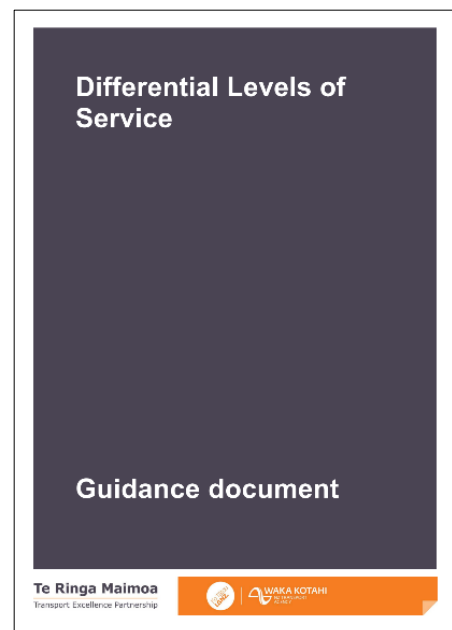 Differential Levels of
Service
Guidance document
Te Ringa Maimoa
Transport Excellence Partnership
WAKA KOTAHI